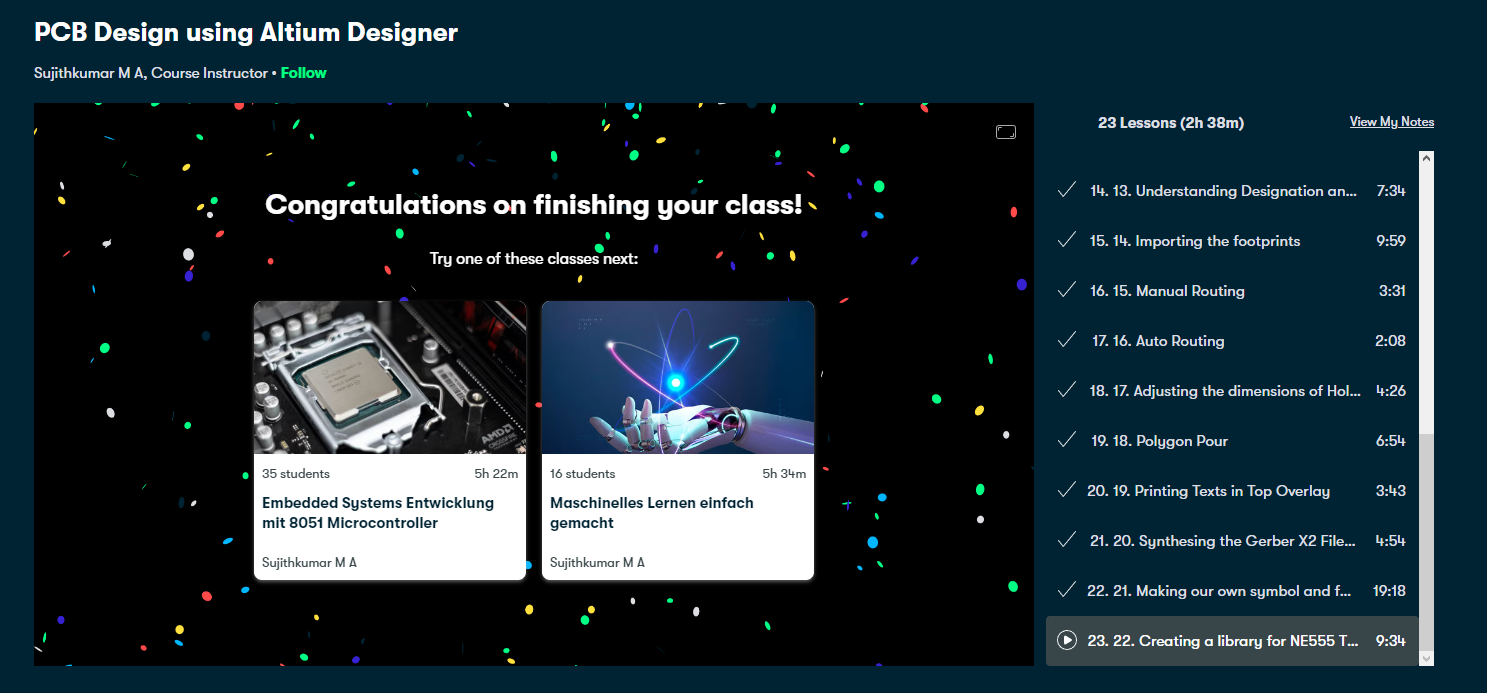 PCB Design using Altium Designer
Sujithkumar M A, Course Instructor • Follow
Congratulations on finishing your class!
Try one of these classes next:
AMD
CROSSFIRE
35 students 5h 22m
Embedded Systems Entwicklung
mit 8051 Microcontroller
Sujithkumar M A
16 students 5h 34m
Maschinelles Lernen einfach
gemacht
Sujithkumar M A
23 Lessons (2h 38m) View My Notes
14. 13. Understanding Designation an... 7:34
15. 14. Importing the footprints 9:59
16. 15. Manual Routing 3:31
17. 16. Auto Routing 2:08
18. 17. Adjusting the dimensions of Hol... 4:26
19. 18. Polygon Pour 6:54
20. 19. Printing Texts in Top Overlay 3:43
21. 20. Synthesing the Gerber X2 File... 4:54
22. 21. Making our own symbol and f... 19:18
23. 22. Creating a library for NE555 T... 9:34